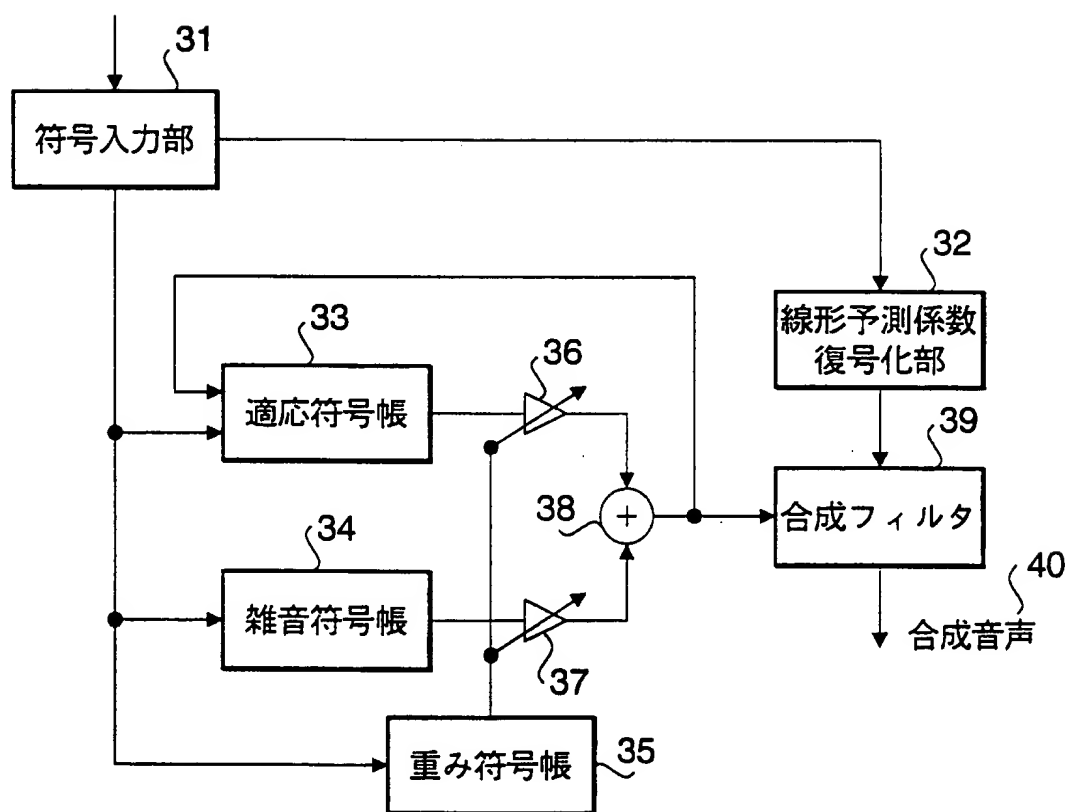 31
符号入力部
32
線形予測係数
復号化部
33
適応符号帳
36
39
合成フィルタ
38
+
34
雑音符号帳
37
40
合成音声
重み符号帳
35